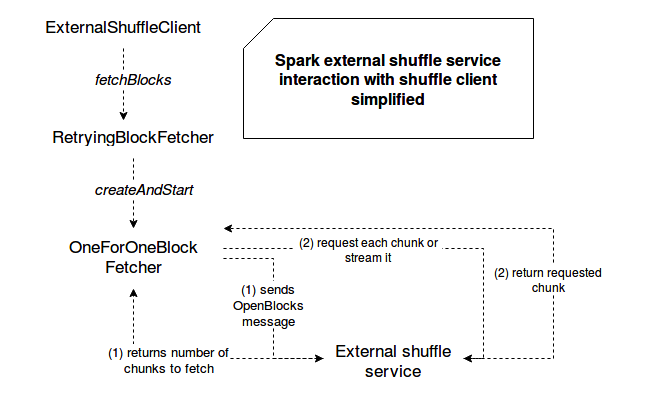 ExternalShuffleClient
Spark external shuffle service
interaction with shuffle client
simplified
fetchBlocks
RetryingBlockFetcher
createAndStart
OneForOneBlock
Fetcher
(2) request each chunk or
stream it
(2) return requested
chunk
(1) sends
OpenBlocks
message
(1) returns number of
chunks to fetch
External shuffle
service